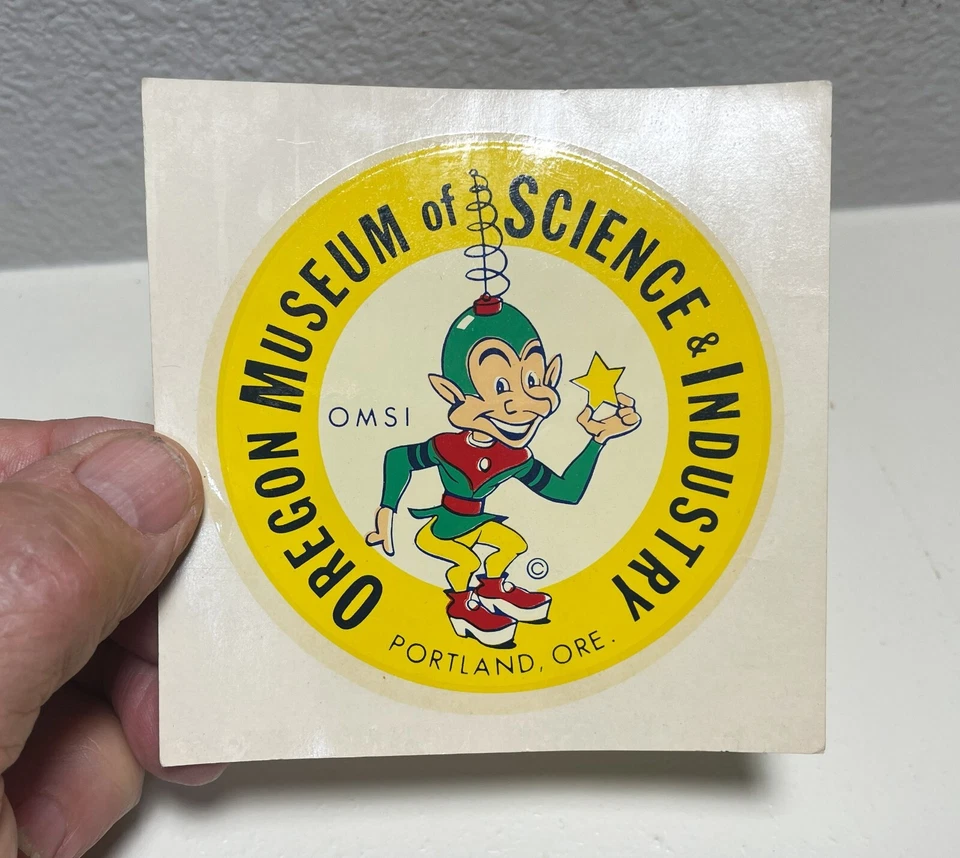 OREGON MUSEUM of SCIENCE & INDUSTRY
OMSI
©
PORTLAND, ORE.